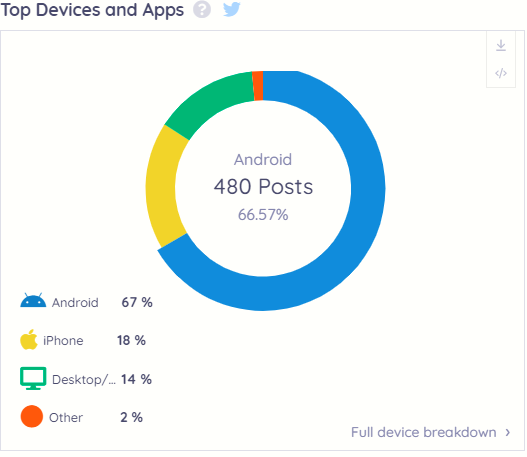 Top Devices and Apps ?
Android
480 Posts
66.57%
Android 67 %
iPhone 18 %
Desktop/... 14 %
Other 2 %
Full device breakdown ›